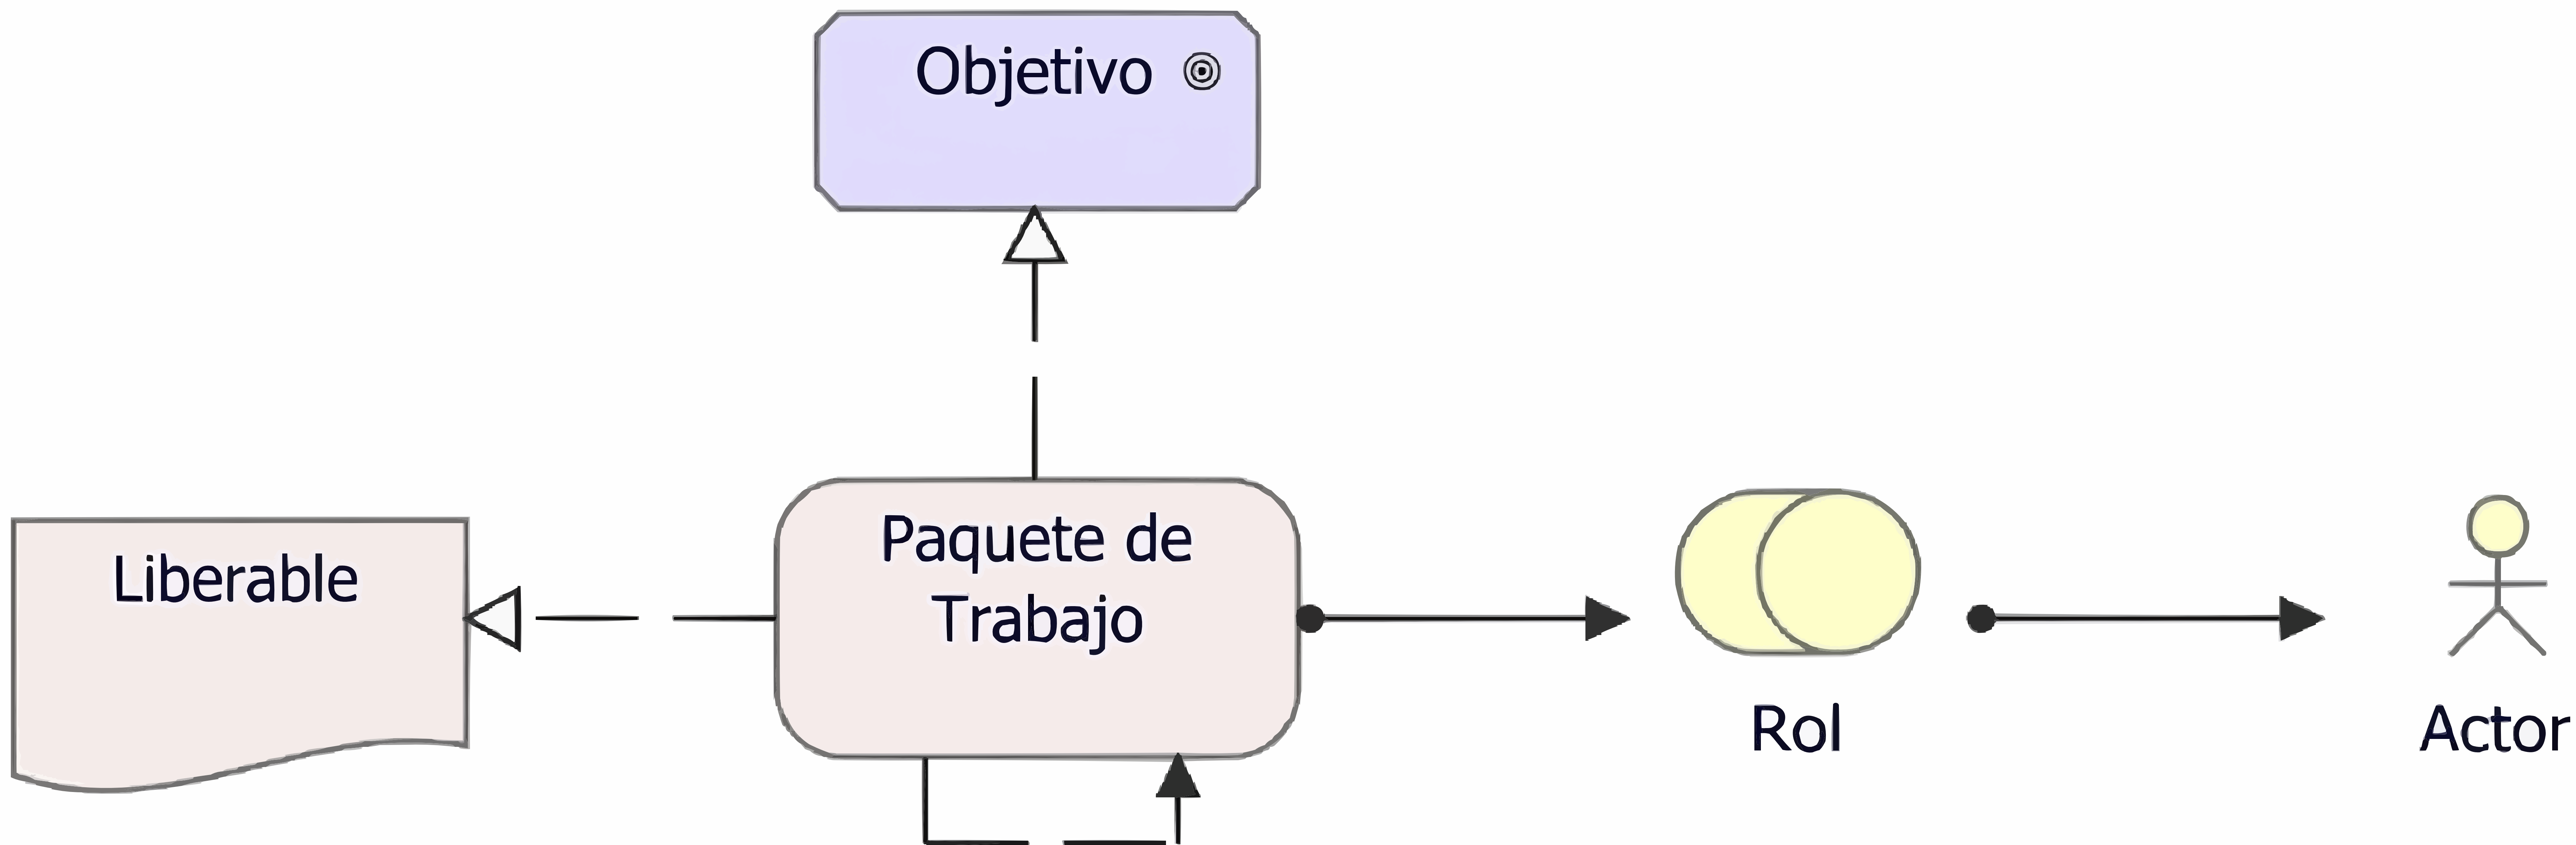 Objetivo
Liberable
Paquete de
Trabajo
Rol
Actor